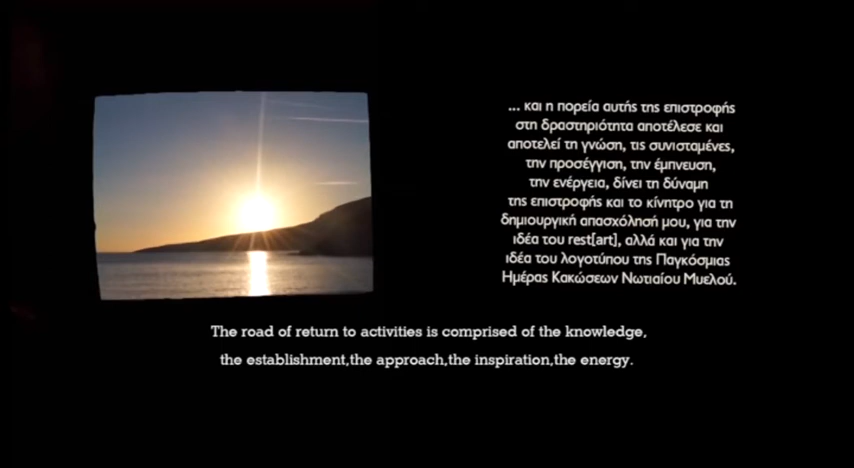 ... και η πορεία αυτής της επιστροφής
στη δραστηριότητα αποτέλεσε και
αποτελεί τη γνώση, τις συνισταμένες,
την προσέγγιση, την έμπνευση,
την ενέργεια, δίνει τη δύναμη
της επιστροφής και το κίνητρο για τη
δημιουργική απασχόλησή μου, για την
ιδέα του rest[art], αλλά και για την
ιδέα του λογοτύπου της Παγκόσμιας
Ημέρας Κακώσεων Νωτιαίου Μυελού.
The road of return to activities is comprised of the knowledge,
the establishment,the approach,the inspiration,the energy.